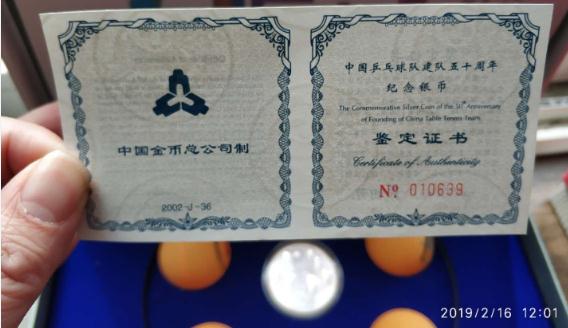 中国金币总公司制
2002-J-36
中国乒乓球队建队五十周年
纪念银币
The Commemorative Silver Coin of the 50th Anniversary
of Founding of China Table Tennis Team
鉴定证书
Certificate of Authenticity
№ 010639
2019/2/16 12:01